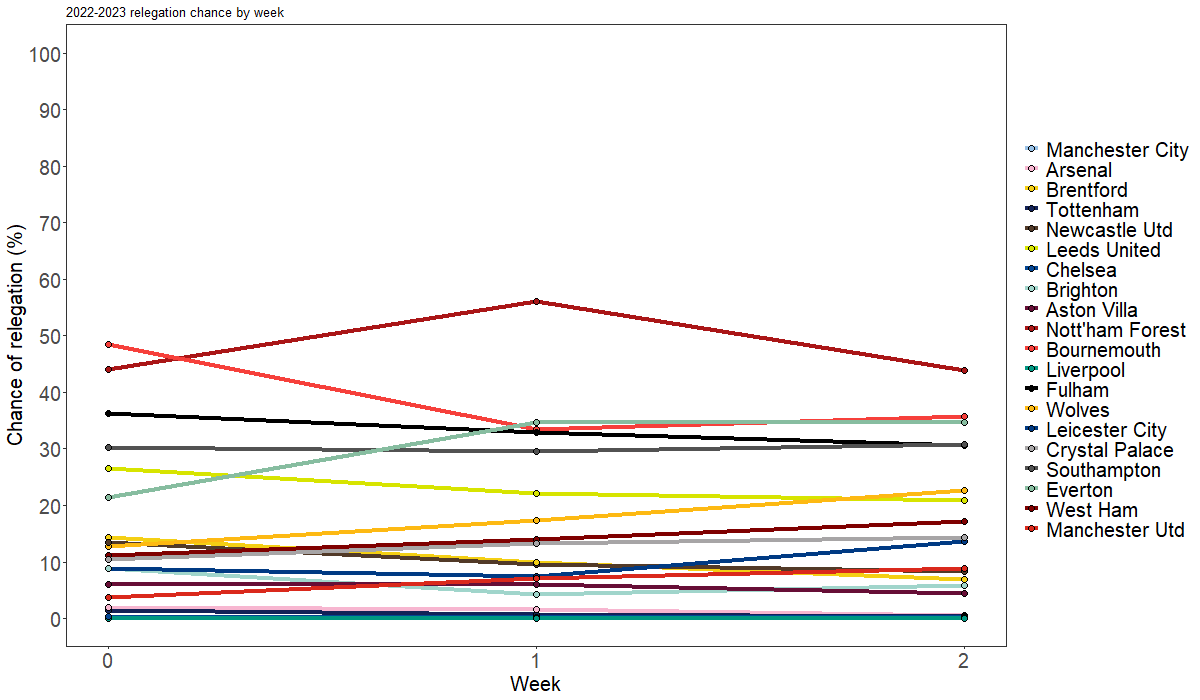 2022-2023 relegation chance by week
100
90
80
70
60
50
40
30
20
10
0
Chance of relegation (%)
0 1 2
Week
Manchester City
Arsenal
Brentford
Tottenham
Newcastle Utd
Leeds United
Chelsea
Brighton
Aston Villa
Nott'ham Forest
Bournemouth
Liverpool
Fulham
Wolves
Leicester City
Crystal Palace
Southampton
Everton
West Ham
Manchester Utd